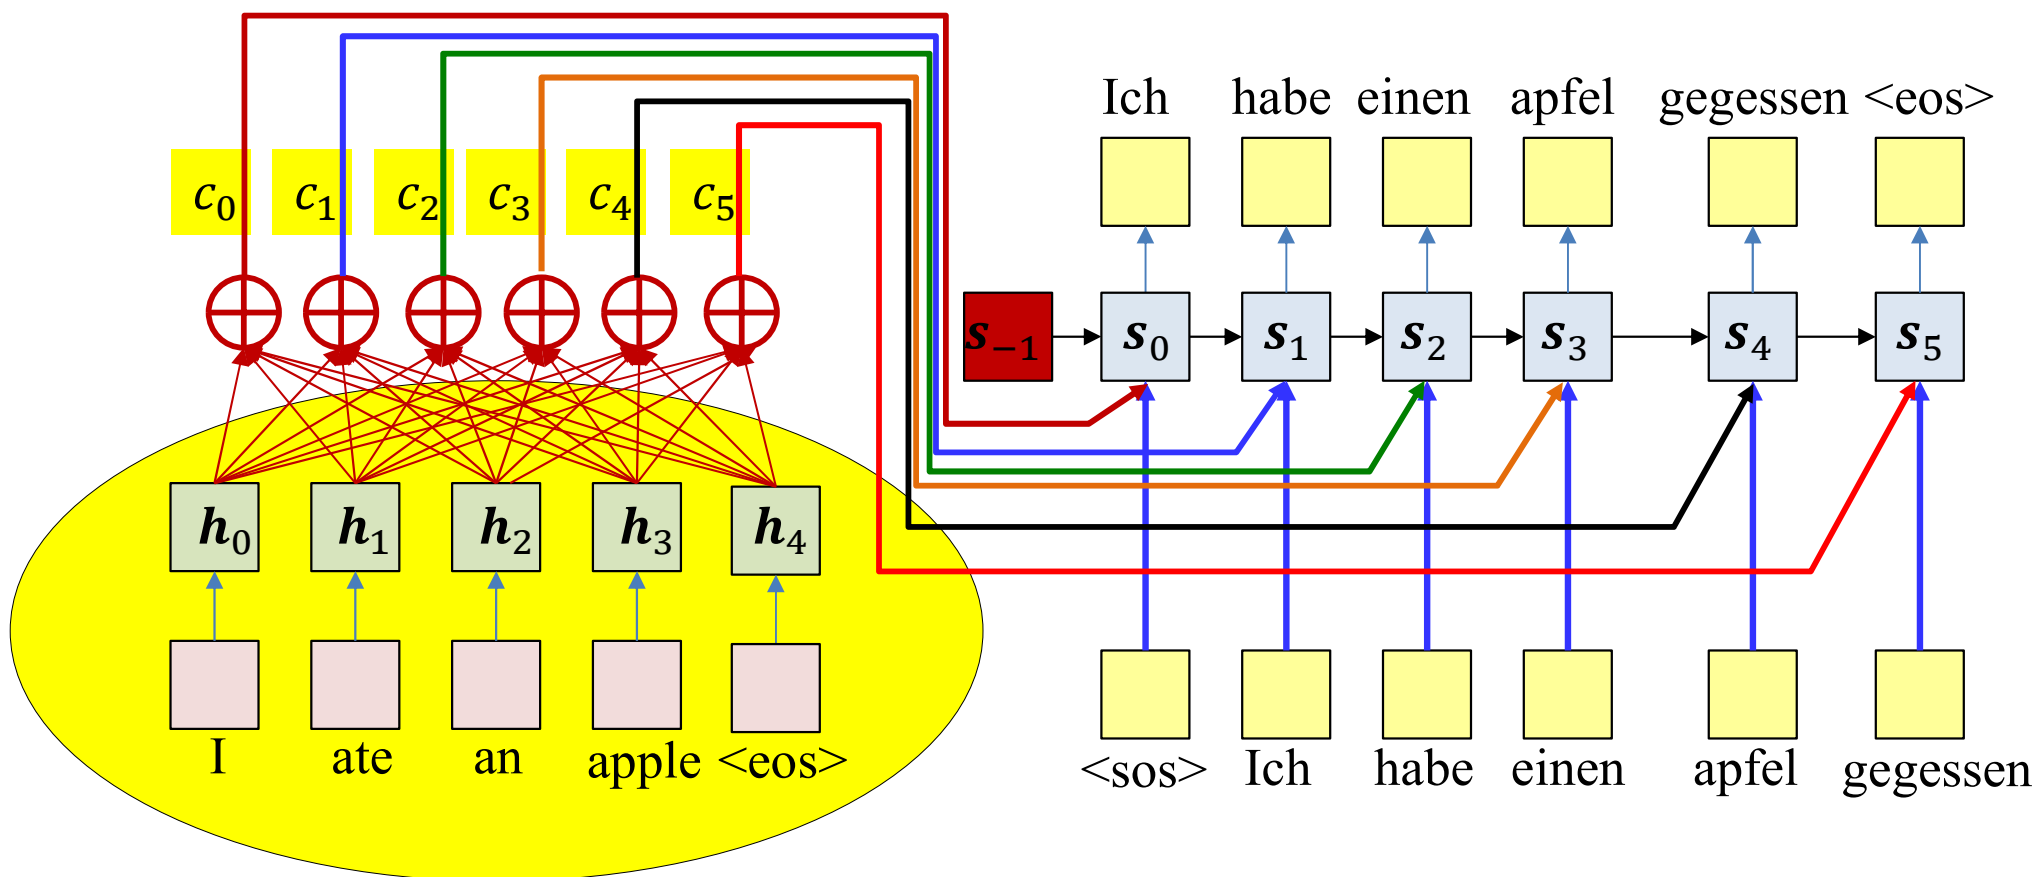 Ich habe einen apfel gegessen <eos>
c0 c1 c2 c3 c4 c5
s−1 s0 s1 s2 s3 s4 s5
h0 h1 h2 h3 h4
I ate an apple <eos>
<sos> Ich habe einen apfel gegessen